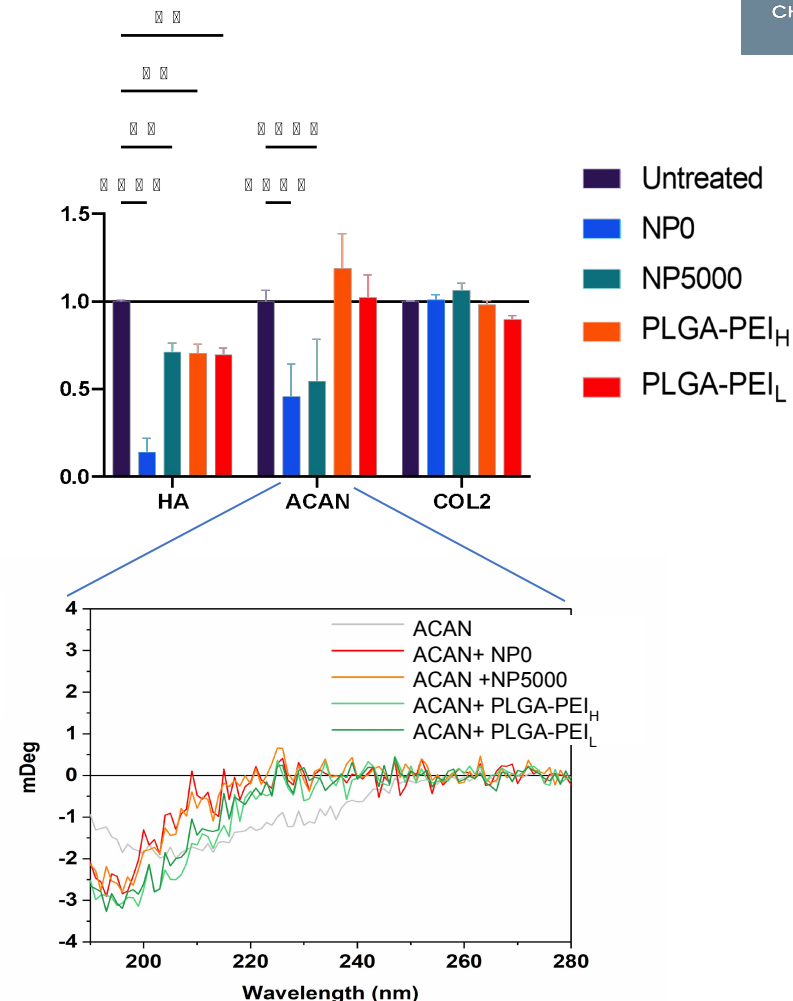 CH
1.5
1.0
0.5
0.0
HA
ACAN
COL2
Untreated
NP0
NP5000
PLGA-PEIH
PLGA-PEIL
4
3
2
1
0
-1
-2
-3
-4
mDeg
ACAN
ACAN+ NP0
ACAN +NP5000
ACAN+ PLGA-PEIH
ACAN+ PLGA-PEIL
200
220
240
260
280
Wavelength (nm)